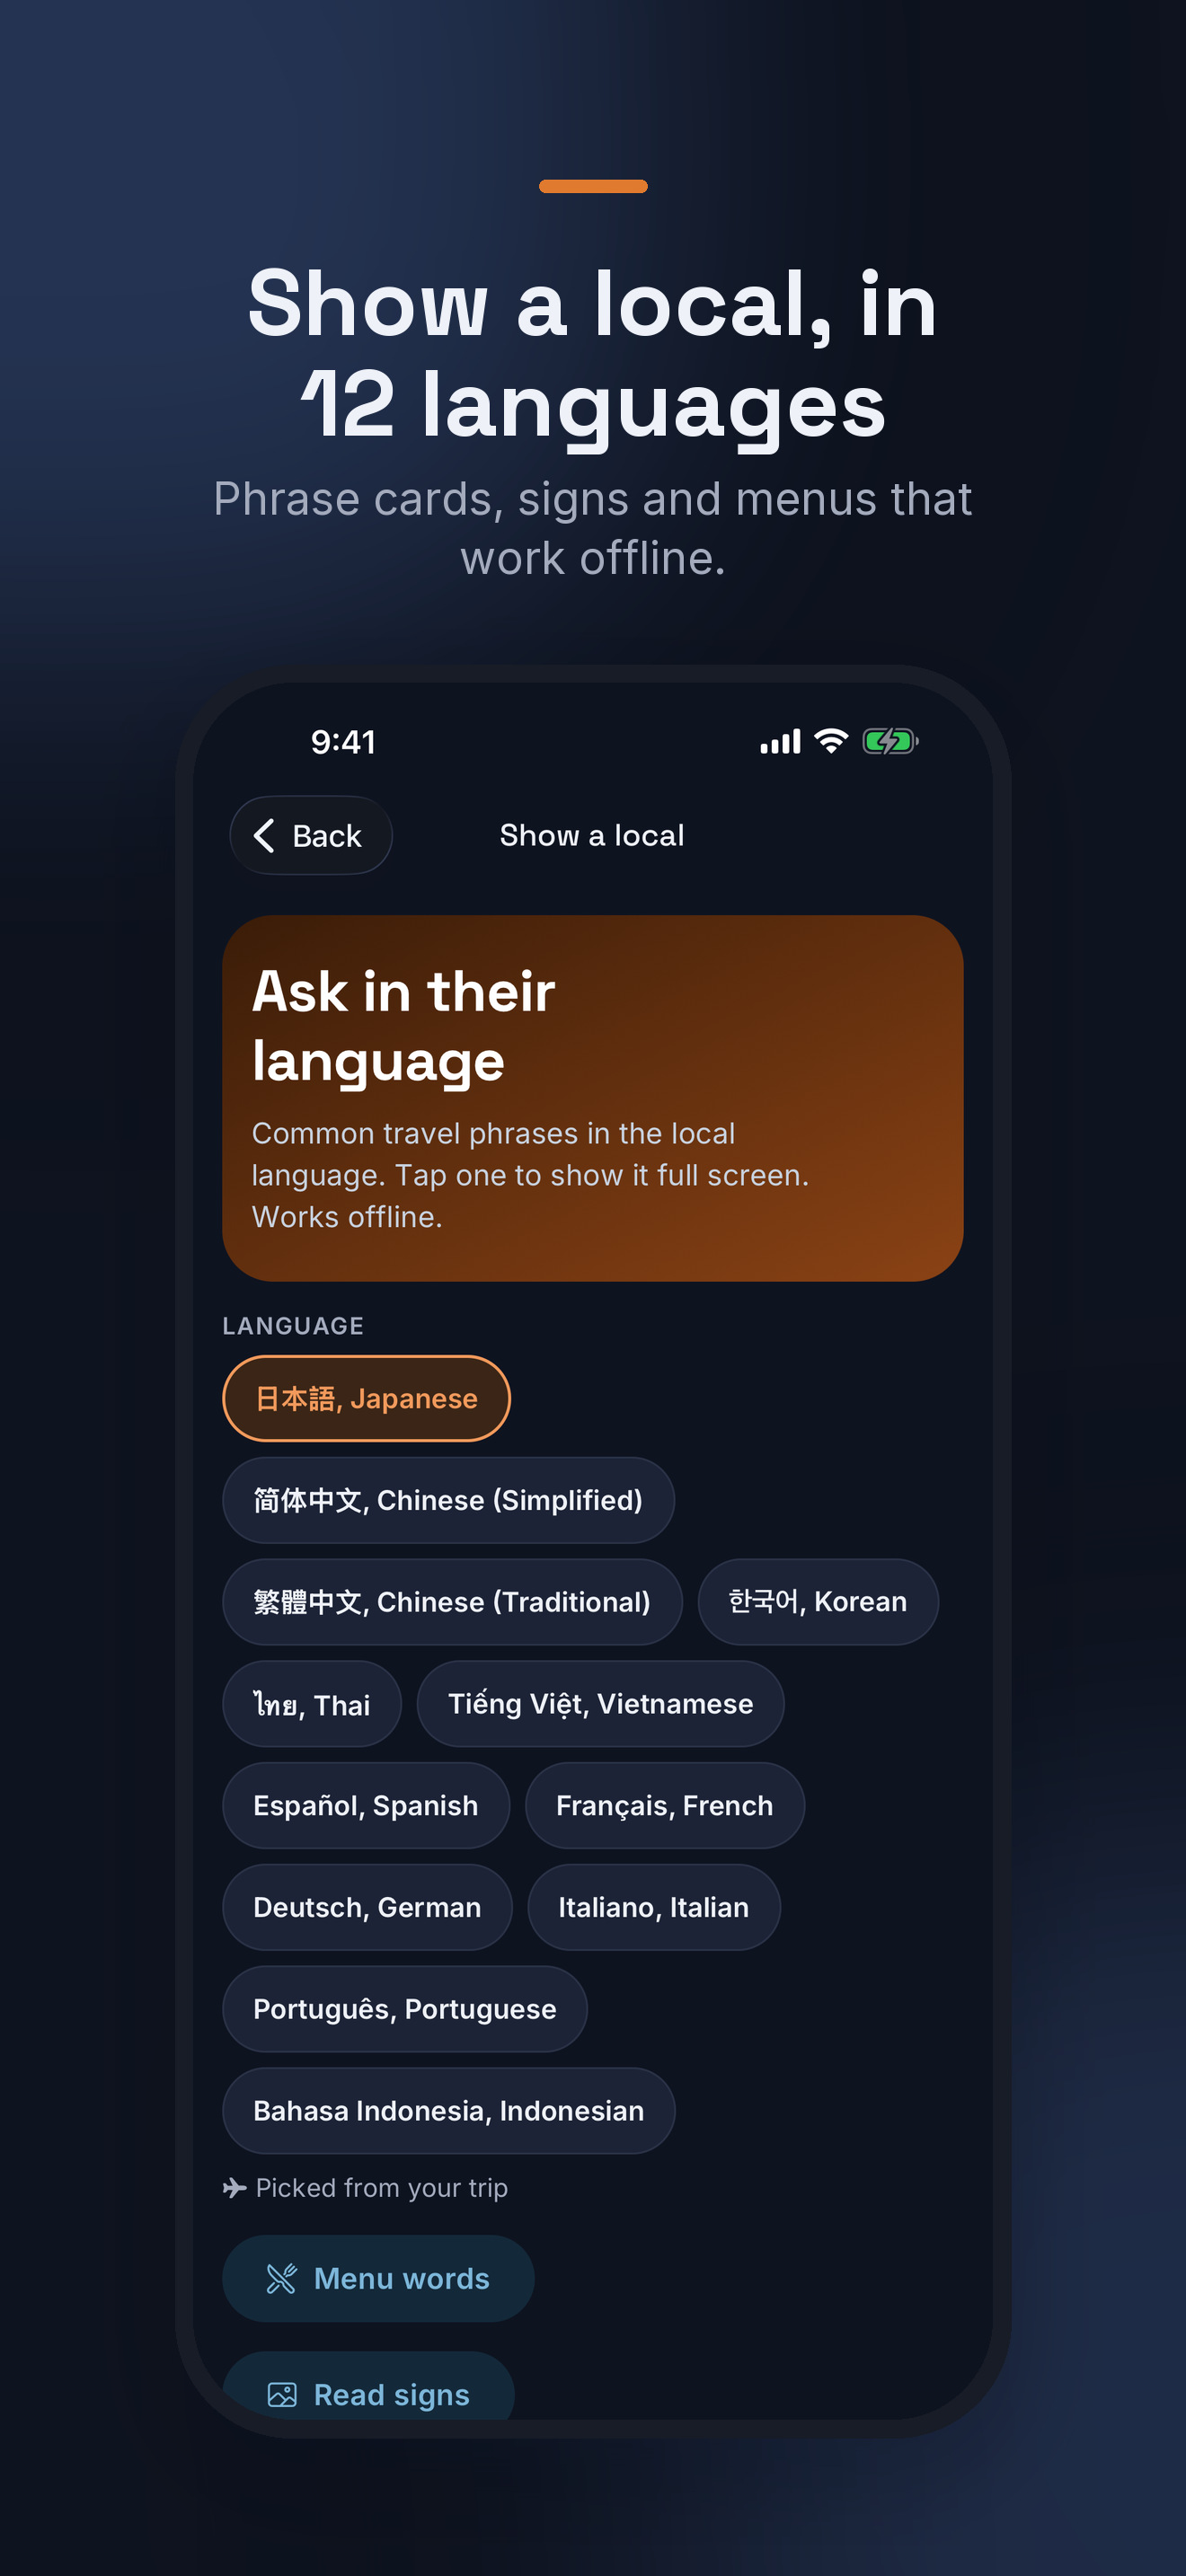 Show a local, in
12 languages
Phrase cards, signs and menus that
work offline.
9:41
Back
Show a local
Ask in their
language
Common travel phrases in the local
language. Tap one to show it full screen.
Works offline.
LANGUAGE
日本語, Japanese
简体中文, Chinese (Simplified)
繁體中文, Chinese (Traditional)
한국어, Korean
ไทย, Thai
Tiếng Việt, Vietnamese
Español, Spanish
Français, French
Deutsch, German
Italiano, Italian
Português, Portuguese
Bahasa Indonesia, Indonesian
Picked from your trip
Menu words
Read signs